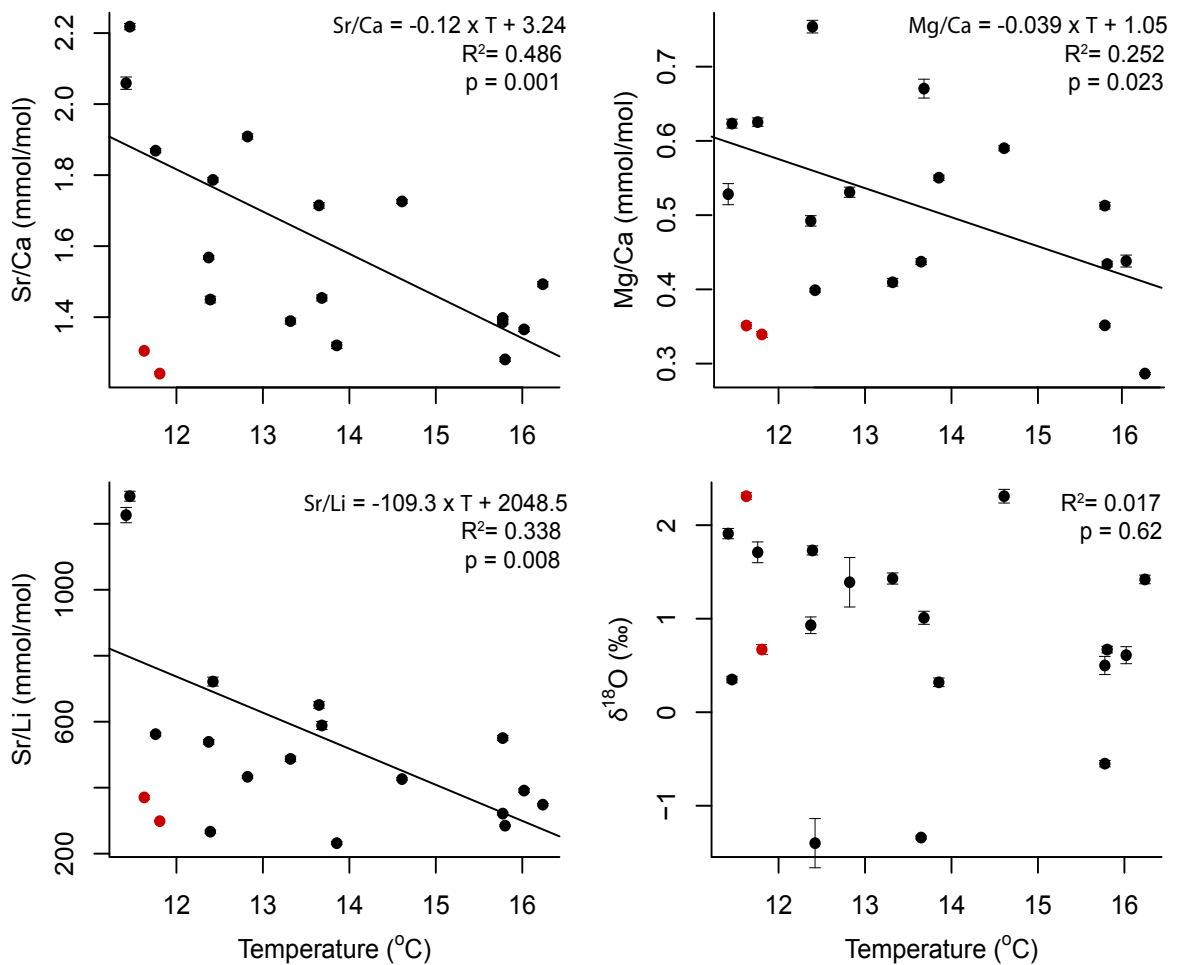 Sr/Ca = -0.12 x T + 3.24
R²= 0.486
p = 0.001
Sr/Ca (mmol/mol)
2.2
2.0
1.8
1.6
1.4
12 13 14 15 16
Mg/Ca = -0.039 x T + 1.05
R²= 0.252
p = 0.023
Mg/Ca (mmol/mol)
0.7
0.6
0.5
0.4
0.3
12 13 14 15 16
Sr/Li = -109.3 x T + 2048.5
R²= 0.338
p = 0.008
Sr/Li (mmol/mol)
1000
600
200
12 13 14 15 16
Temperature (°C)
R²= 0.017
p = 0.62
δ¹⁸O (‰)
2
1
0
−1
12 13 14 15 16
Temperature (°C)